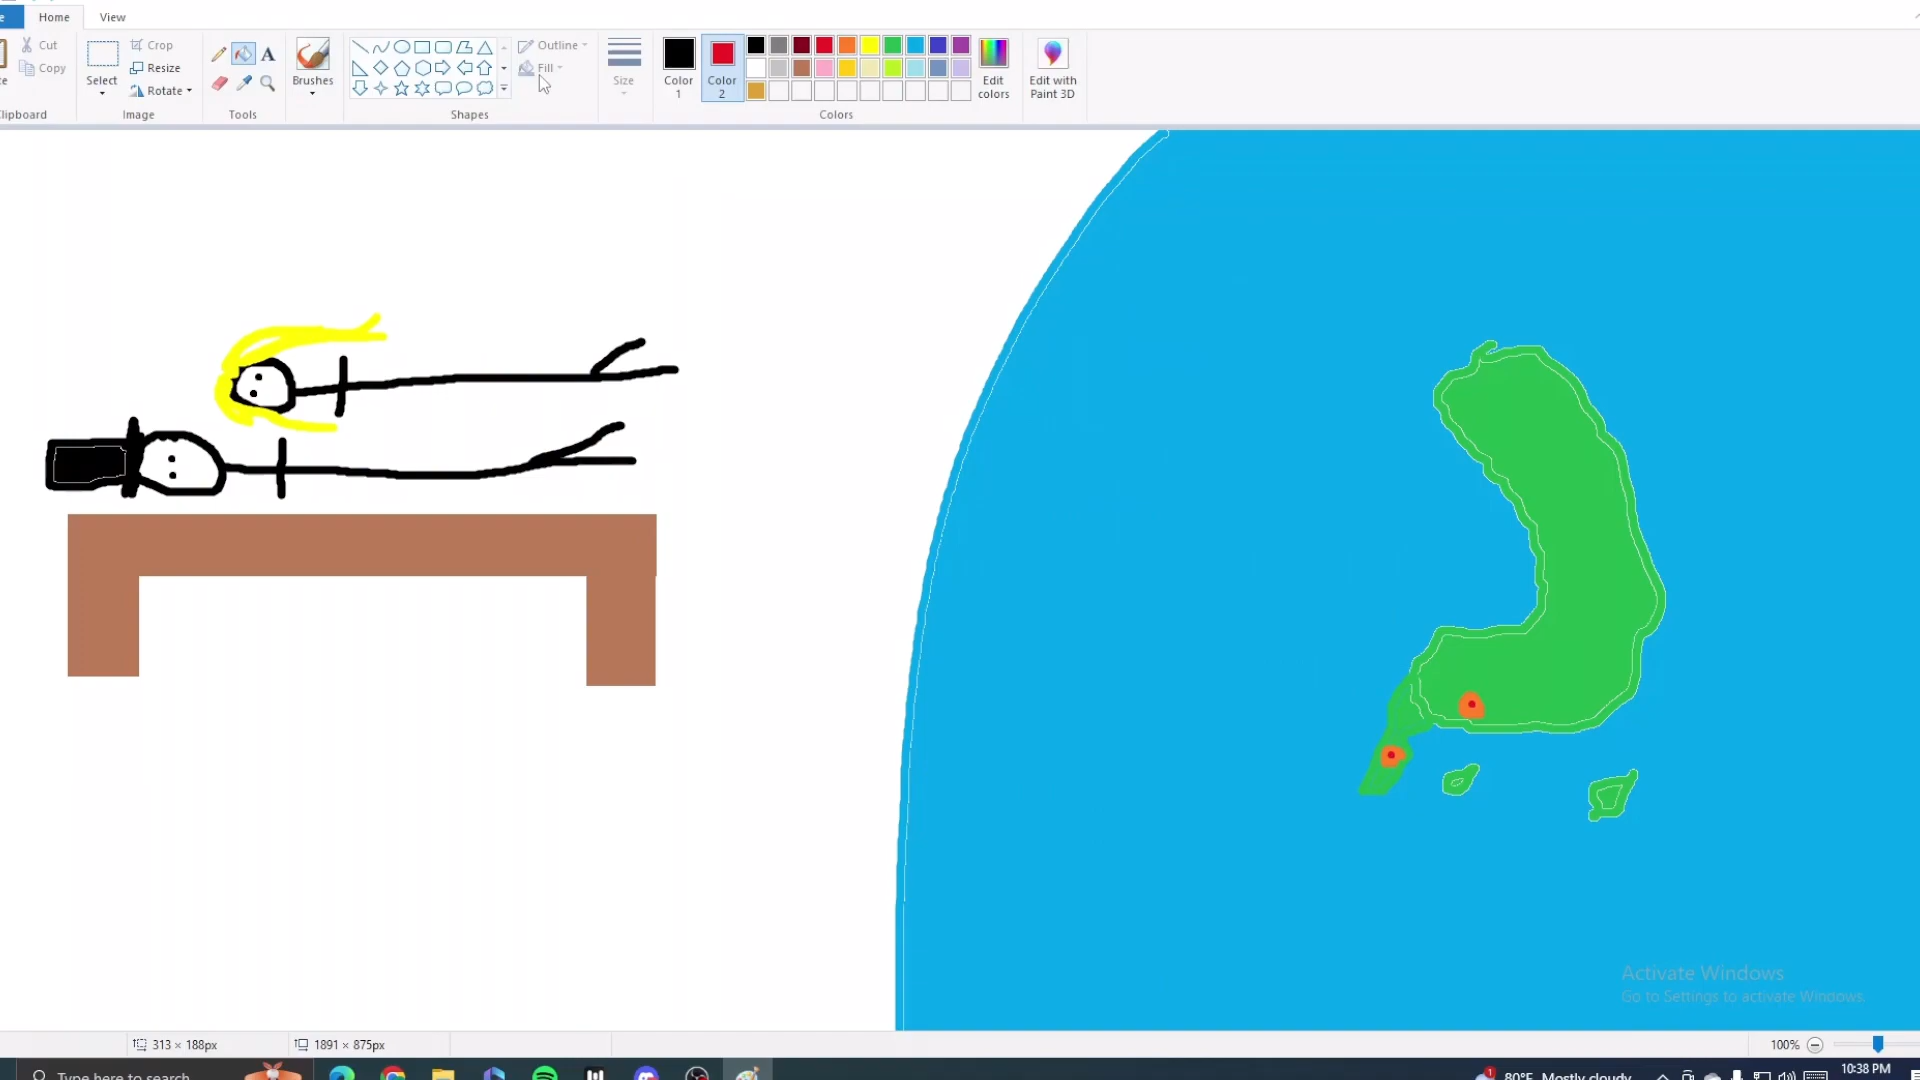 Home View
Cut
Copy
Clipboard
Select
Crop
Resize
Rotate
Image
A
Tools
Brushes
Outline
Fill
Shapes
Size
Color 1
Color 2
Edit colors
Colors
Edit with Paint 3D
Activate Windows
Go to Settings to activate Windows.
313 × 188px
1891 × 875px
100%
Type here to search
1
80°F Mostly cloudy
10:38 PM